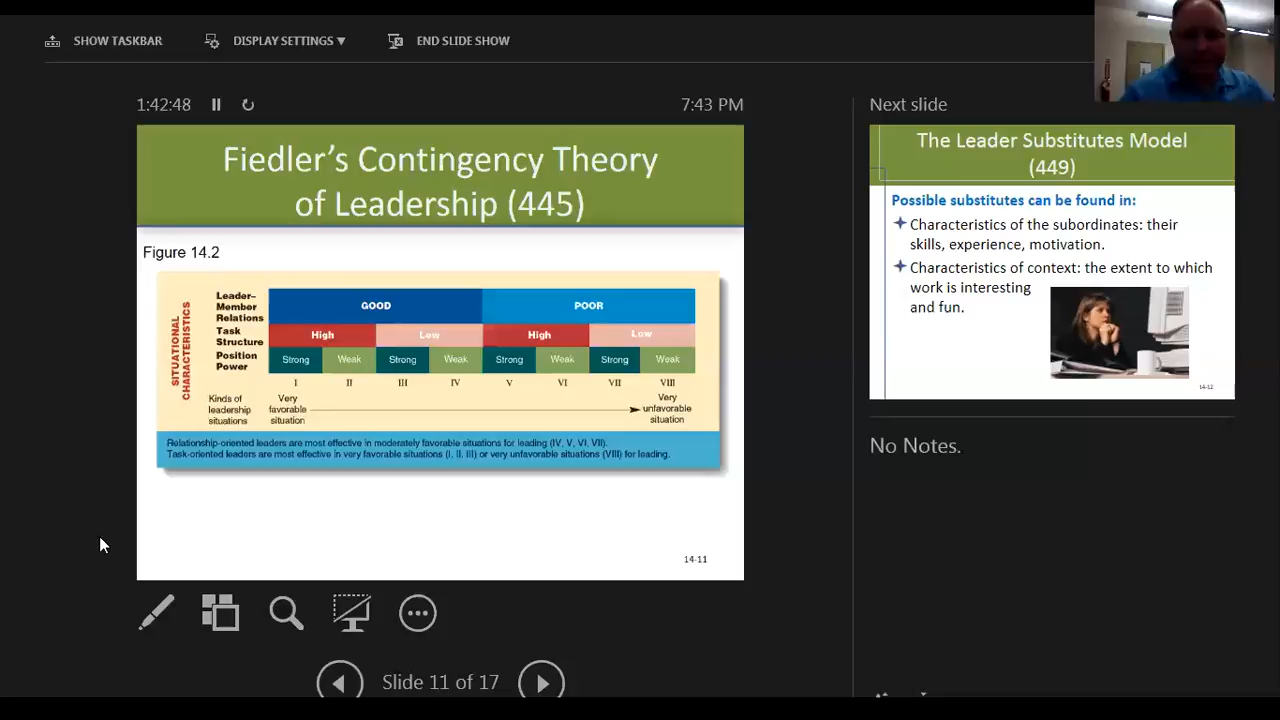 SHOW TASKBAR
DISPLAY SETTINGS ▼
END SLIDE SHOW
1:42:48
7:43 PM
Fiedler's Contingency Theory
of Leadership (445)
Figure 14.2
SITUATIONAL
CHARACTERISTICS
Leader–
Member
Relations
GOOD
POOR
Task
Structure
High
Low
High
Low
Position
Power
Strong
Weak
Strong
Weak
Strong
Weak
Strong
Weak
I
II
III
IV
V
VI
VII
VIII
Kinds of
leadership
situations
Very
favorable
situation
Very
unfavorable
situation
Relationship-oriented leaders are most effective in moderately favorable situations for leading (IV, V, VI, VII).
Task-oriented leaders are most effective in very favorable situations (I, II, III) or very unfavorable situations (VIII) for leading.
14-11
Slide 11 of 17
Next slide
The Leader Substitutes Model
(449)
Possible substitutes can be found in:
Characteristics of the subordinates: their
skills, experience, motivation.
Characteristics of context: the extent to which
work is interesting
and fun.
14-12
No Notes.